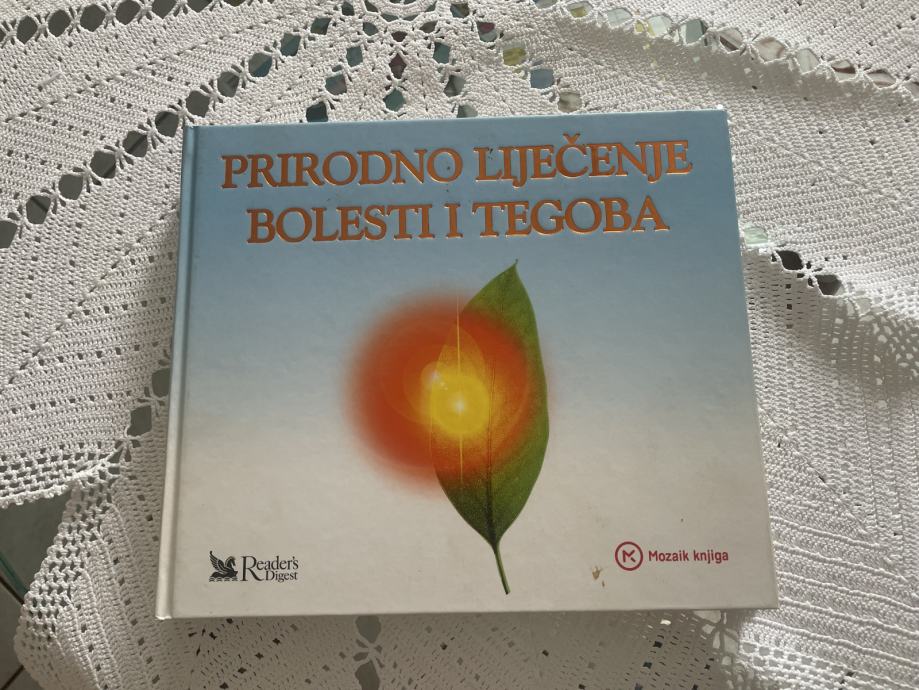 PRIRODNO LIJEČENJE
BOLESTI I TEGOBA
Reader's
Digest
Mozaik knjiga